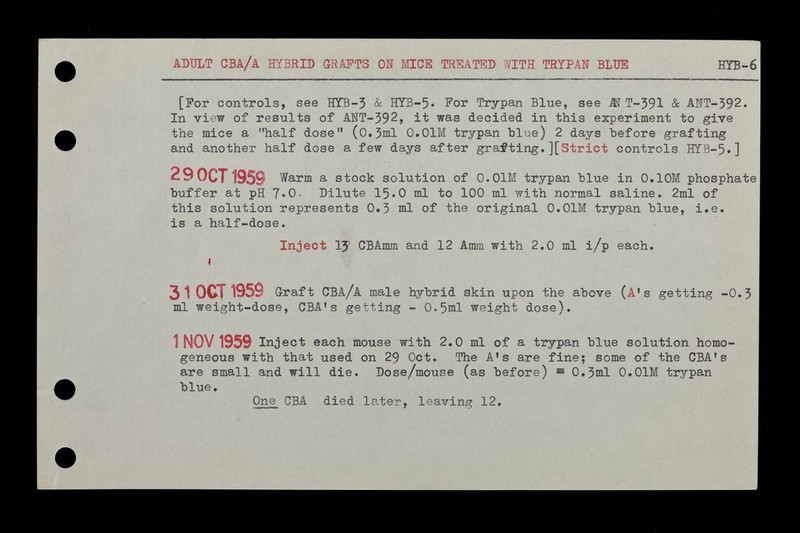 ADULT CBA/A HYBRID GRAFTS ON MICE TREATED WITH TRYPAN BLUE HYB-6
[For controls, see HYB-3 & HYB-5. For Trypan Blue, see ANT-391 & ANT-392.
In view of results of ANT-392, it was decided in this experiment to give
the mice a "half dose" (0.3ml 0.01M trypan blue) 2 days before grafting
and another half dose a few days after grafting.][Strict controls HYB-5.]
29 OCT 1959 Warm a stock solution of 0.01M trypan blue in 0.10M phosphate
buffer at pH 7.0. Dilute 15.0 ml to 100 ml with normal saline. 2ml of
this solution represents 0.3 ml of the original 0.01M trypan blue, i.e.
is a half-dose.
Inject 13 CBAmm and 12 Amm with 2.0 ml i/p each.
31 OCT 1959 Graft CBA/A male hybrid skin upon the above (A's getting -0.3
ml weight-dose, CBA's getting - 0.5ml weight dose).
1 NOV 1959 Inject each mouse with 2.0 ml of a trypan blue solution homo-
geneous with that used on 29 Oct. The A's are fine; some of the CBA's
are small and will die. Dose/mouse (as before) = 0.3ml 0.01M trypan
blue.
One CBA died later, leaving 12.